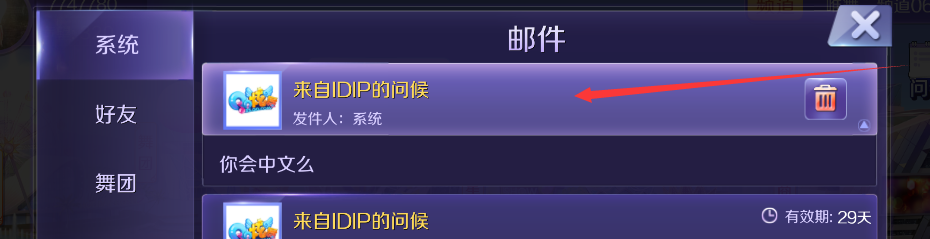 7747780
邮件
系统
好友
舞团
来自IDIP的问候
发件人：系统
你会中文么
来自IDIP的问候
有效期: 29天